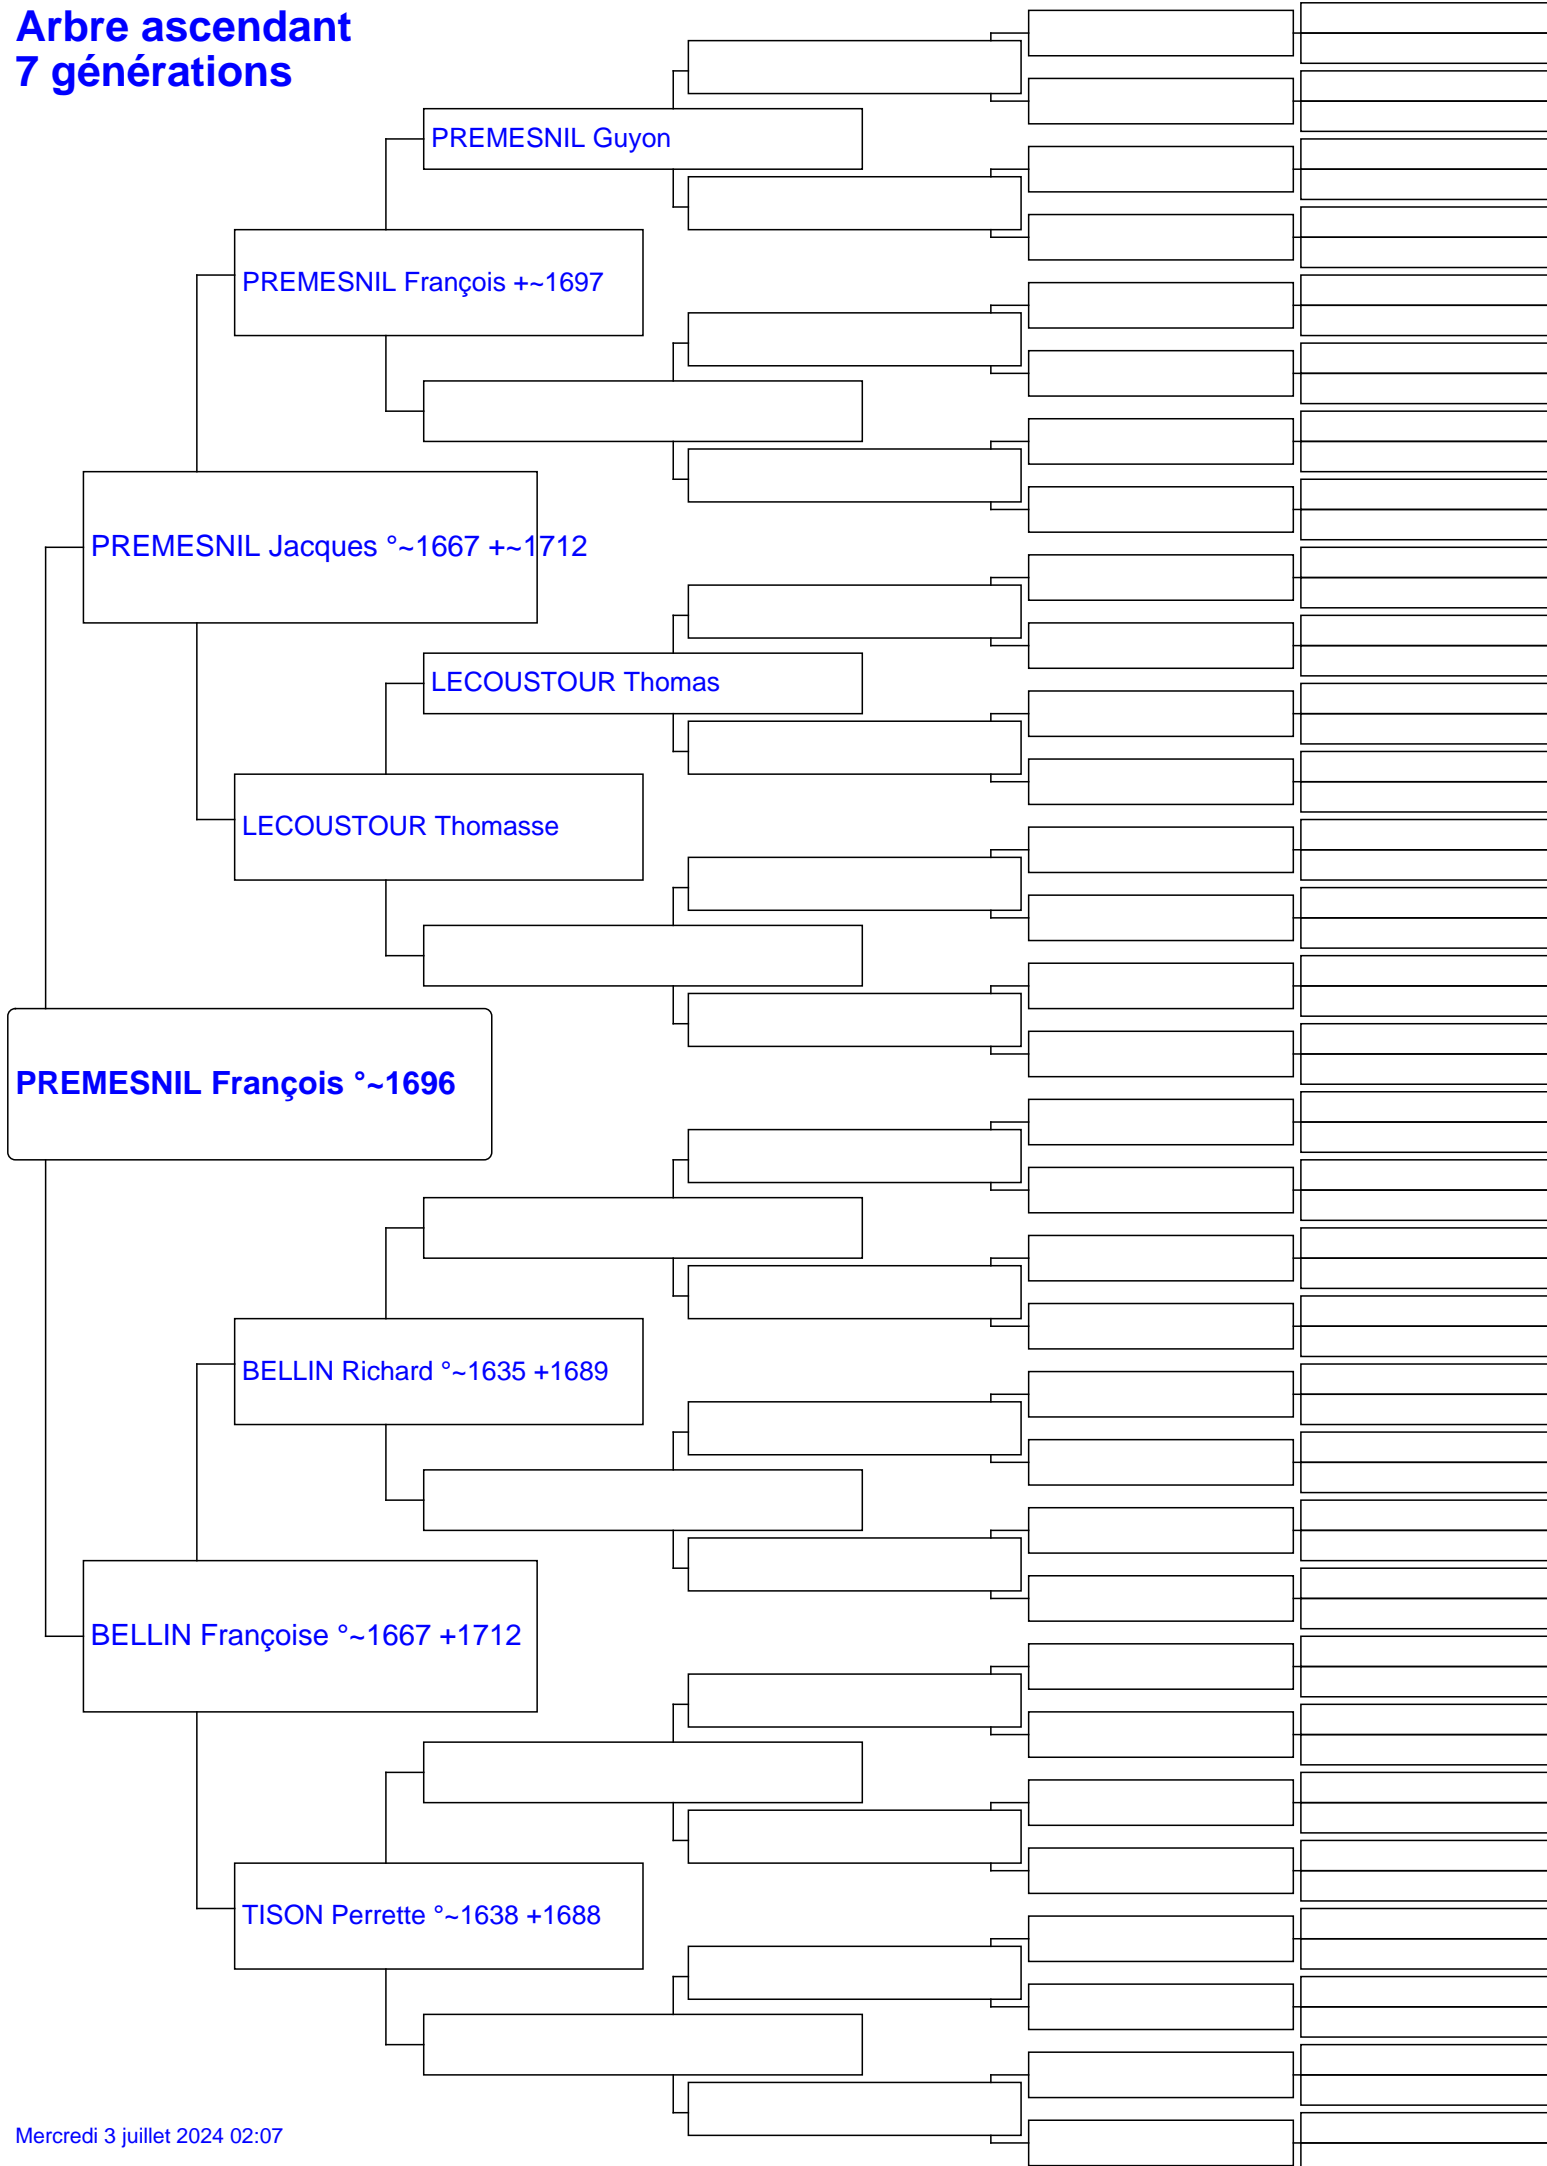 Arbre ascendant
7 générations
PREMESNIL Guyon
PREMESNIL François +~1697
PREMESNIL Jacques °~1667 +~1712
LECOUSTOUR Thomas
LECOUSTOUR Thomasse
PREMESNIL François °~1696
BELLIN Richard °~1635 +1689
BELLIN Françoise °~1667 +1712
TISON Perrette °~1638 +1688
Mercredi 3 juillet 2024 02:07